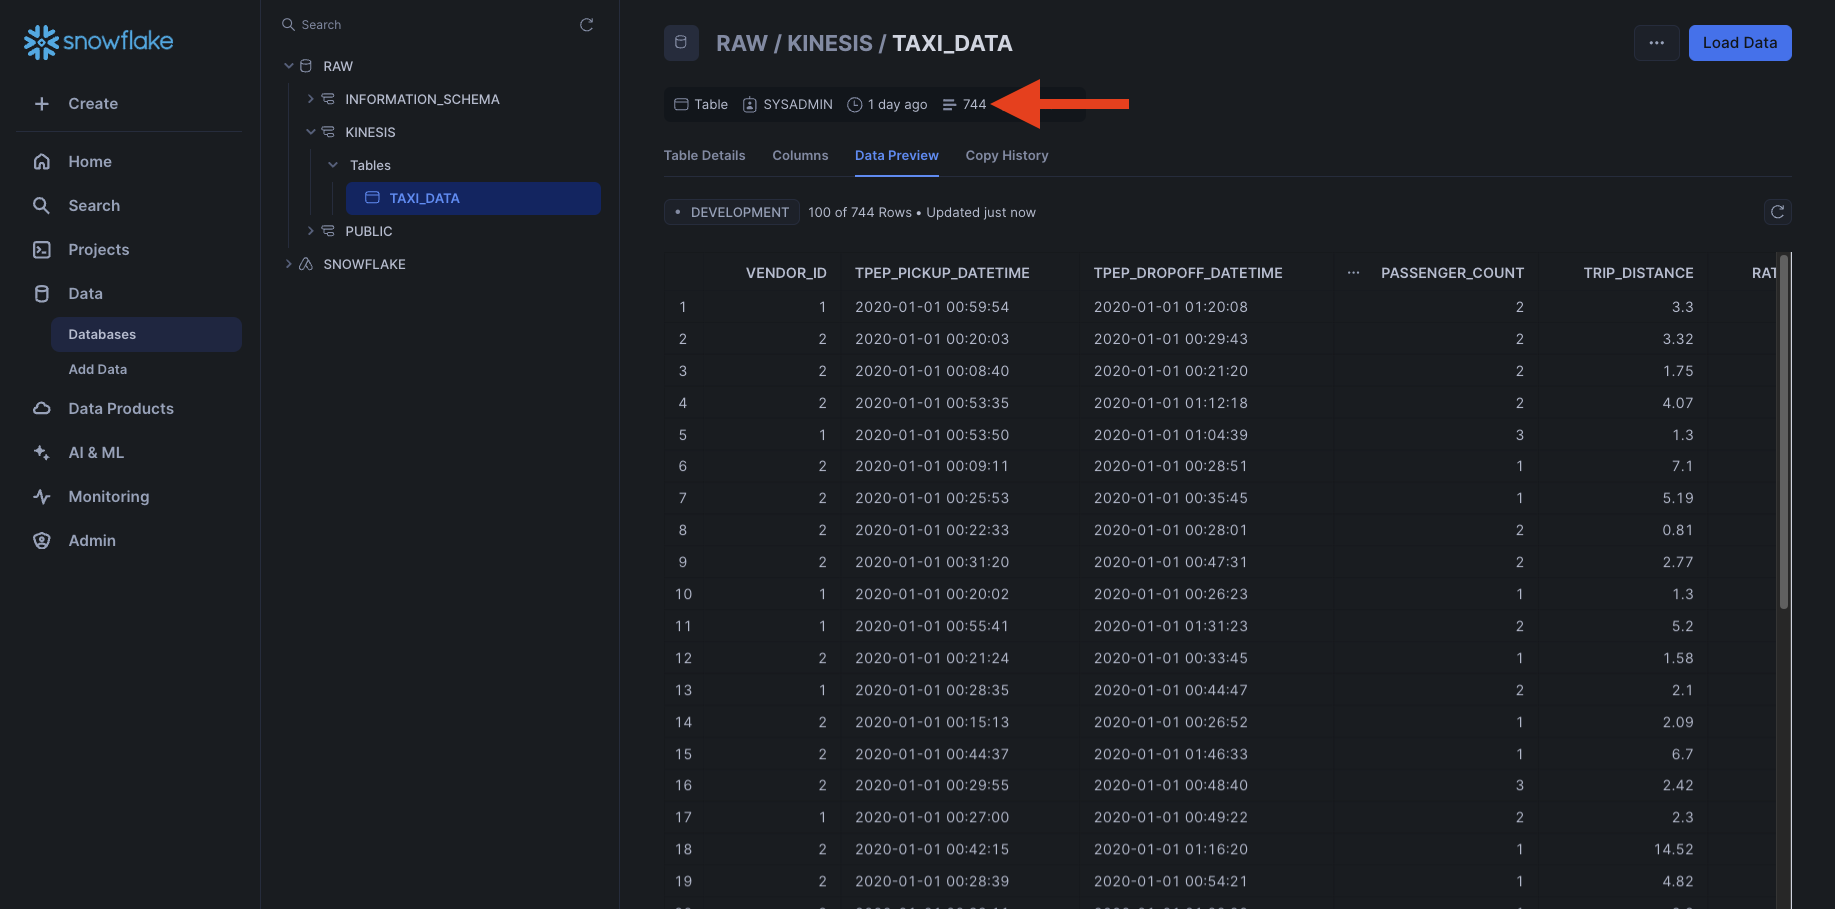 snowflake
Create
Home
Search
Projects
Data
Databases
Add Data
Data Products
AI & ML
Monitoring
Admin
Search
RAW
INFORMATION_SCHEMA
KINESIS
Tables
TAXI_DATA
PUBLIC
SNOWFLAKE
RAW / KINESIS / TAXI_DATA
... Load Data
Table SYSADMIN 1 day ago 744
Table Details Columns Data Preview Copy History
• DEVELOPMENT 100 of 744 Rows • Updated just now
VENDOR_ID TPEP_PICKUP_DATETIME TPEP_DROPOFF_DATETIME ... PASSENGER_COUNT TRIP_DISTANCE RAT
1 1 2020-01-01 00:59:54 2020-01-01 01:20:08 2 3.3
2 2 2020-01-01 00:20:03 2020-01-01 00:29:43 2 3.32
3 2 2020-01-01 00:08:40 2020-01-01 00:21:20 2 1.75
4 2 2020-01-01 00:53:35 2020-01-01 01:12:18 2 4.07
5 1 2020-01-01 00:53:50 2020-01-01 01:04:39 3 1.3
6 2 2020-01-01 00:09:11 2020-01-01 00:28:51 1 7.1
7 2 2020-01-01 00:25:53 2020-01-01 00:35:45 1 5.19
8 2 2020-01-01 00:22:33 2020-01-01 00:28:01 2 0.81
9 2 2020-01-01 00:31:20 2020-01-01 00:47:31 2 2.77
10 1 2020-01-01 00:20:02 2020-01-01 00:26:23 1 1.3
11 1 2020-01-01 00:55:41 2020-01-01 01:31:23 2 5.2
12 2 2020-01-01 00:21:24 2020-01-01 00:33:45 1 1.58
13 1 2020-01-01 00:28:35 2020-01-01 00:44:47 2 2.1
14 2 2020-01-01 00:15:13 2020-01-01 00:26:52 1 2.09
15 2 2020-01-01 00:44:37 2020-01-01 01:46:33 1 6.7
16 2 2020-01-01 00:29:55 2020-01-01 00:48:40 3 2.42
17 1 2020-01-01 00:27:00 2020-01-01 00:49:22 2 2.3
18 2 2020-01-01 00:42:15 2020-01-01 01:16:20 1 14.52
19 2 2020-01-01 00:28:39 2020-01-01 00:54:21 1 4.82